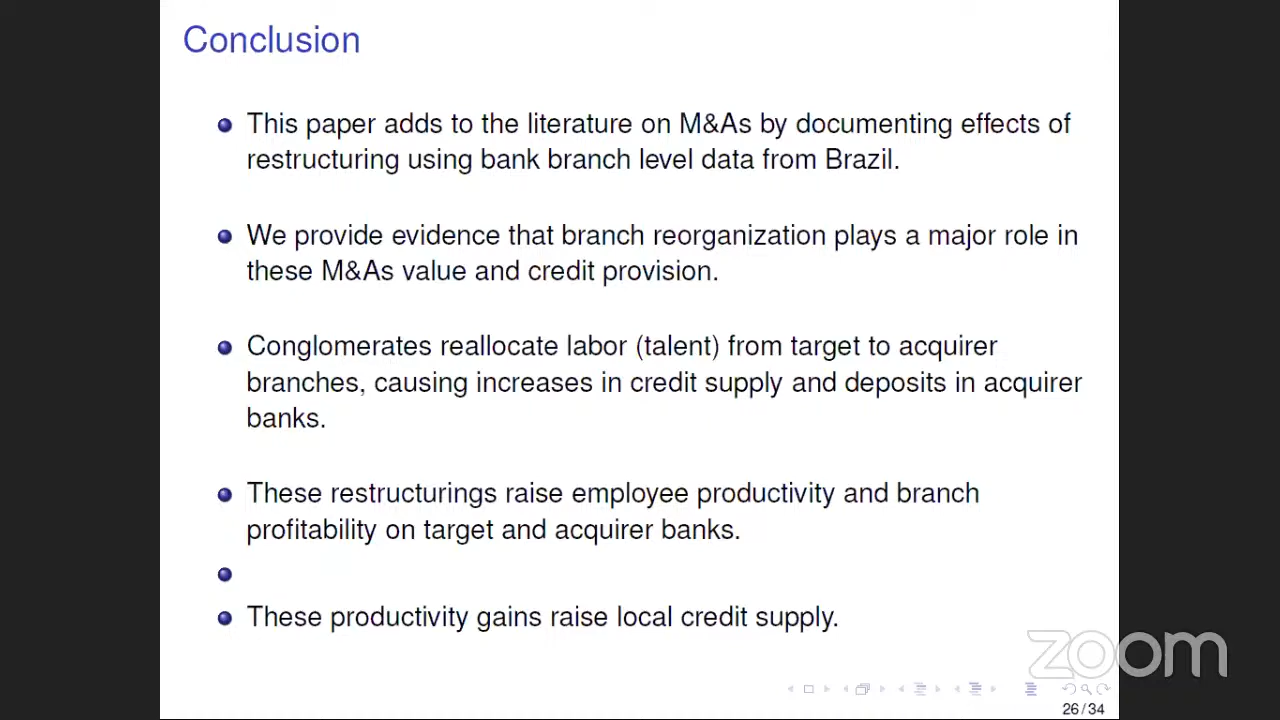 Conclusion
This paper adds to the literature on M&As by documenting effects of
restructuring using bank branch level data from Brazil.
We provide evidence that branch reorganization plays a major role in
these M&As value and credit provision.
Conglomerates reallocate labor (talent) from target to acquirer
branches, causing increases in credit supply and deposits in acquirer
banks.
These restructurings raise employee productivity and branch
profitability on target and acquirer banks.
These productivity gains raise local credit supply.
zoom
26/34